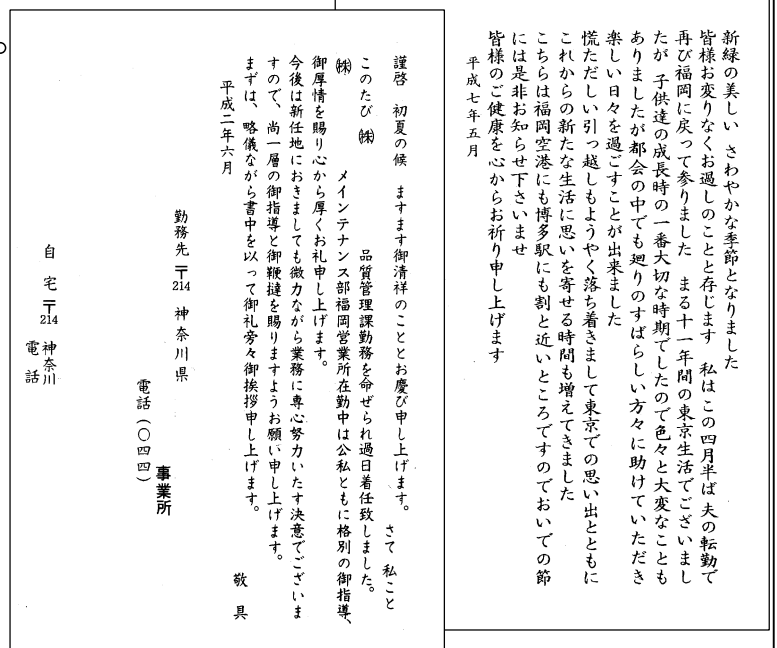 新緑の美しい さわやかな季節となりました
皆様お変りなくお過しのことと存じます 私はこの四月半ば 夫の転勤で
再び福岡に戻って参りました まる十一年間の東京生活でございまし
たが 子供達の成長時の一番大切な時期でしたので色々と大変なことも
ありましたが都会の中でも廻りのすばらしい方々に助けていただき
楽しい日々を過ごすことが出来ました
慌ただしい引っ越しもようやく落ち着きまして東京での思い出とともに
これからの新たな生活に思いを寄せる時間も増えてきました
こちらは福岡空港にも博多駅にも割と近いところですのでおいでの節
には是非お知らせ下さいませ
皆様のご健康を心からお祈り申し上げます
平成七年五月
謹啓 初夏の候 ますます御清祥のこととお慶び申し上げます。 さて 私こと
このたび ㈱ 品質管理課勤務を命ぜられ過日着任致しました。
㈱ メインテナンス部福岡営業所在勤中は公私ともに格別の御指導、
御厚情を賜り心から厚くお礼申し上げます。
今後は新任地におきましても微力ながら業務に専心努力いたす決意でございま
すので、尚一層の御指導と御鞭撻を賜りますようお願い申し上げます。
まずは、略儀ながら書中を以って御礼旁々御挨拶申し上げます。
敬具
平成二年六月
勤務先 〒214 神奈川県
事業所
電話(〇四四)
自宅 〒214 神奈川
電話